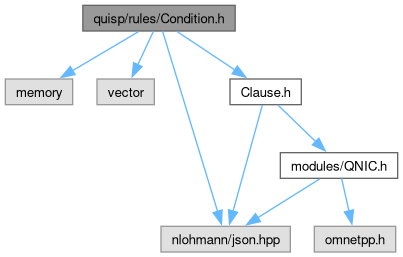 quisp/rules/Condition.h
memory
vector
Clause.h
modules/QNIC.h
nlohmann/json.hpp
omnetpp.h